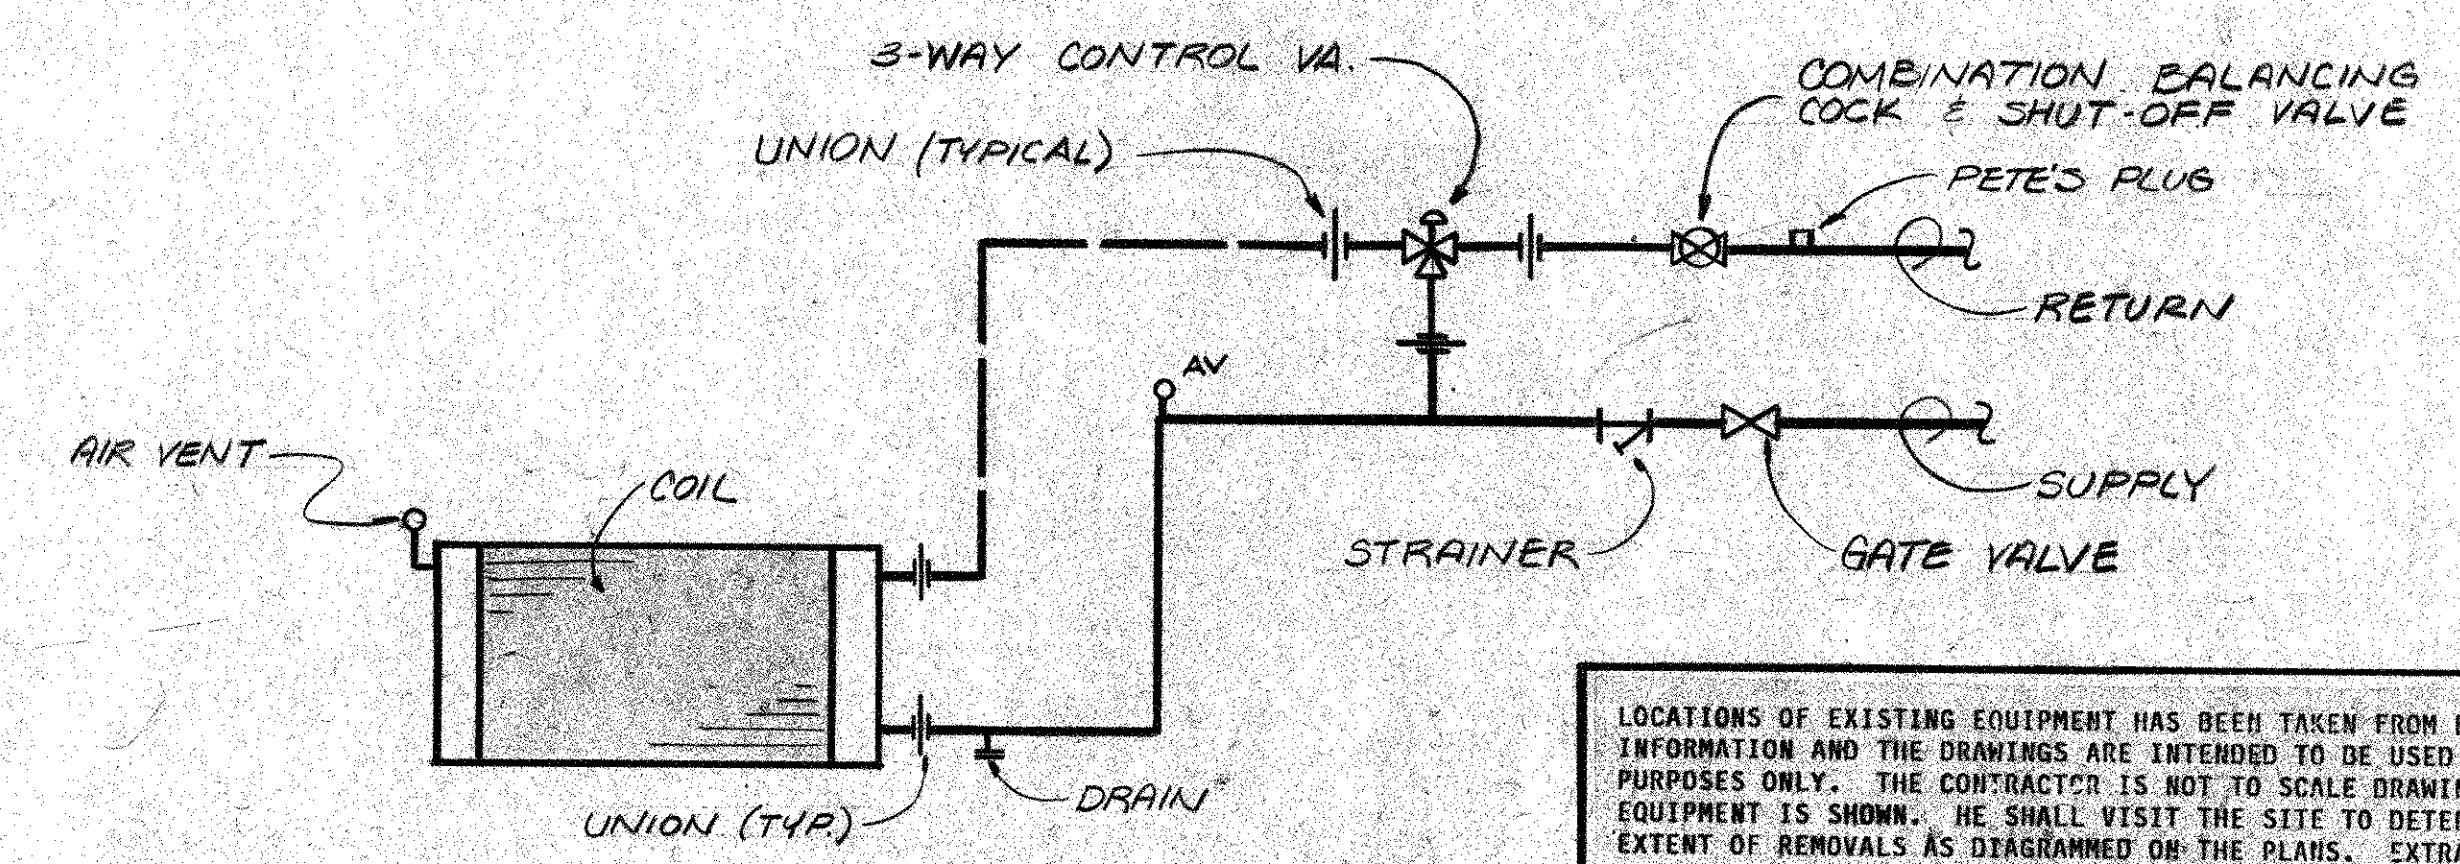 3-WAY CONTROL VA.
COMBINATION BALANCING
COCK & SHUT-OFF VALVE
UNION (TYPICAL)
PETE'S PLUG
RETURN
AV
AIR VENT
COIL
SUPPLY
STRAINER
GATE VALVE
DRAIN
UNION (TYP.)
LOCATIONS OF EXISTING EQUIPMENT HAS BEEN TAKEN FROM
INFORMATION AND THE DRAWINGS ARE INTENDED TO BE USED
PURPOSES ONLY. THE CONTRACTOR IS NOT TO SCALE DRAWIN
EQUIPMENT IS SHOWN. HE SHALL VISIT THE SITE TO DETE
EXTENT OF REMOVALS AS DIAGRAMMED ON THE PLANS. EXTRA